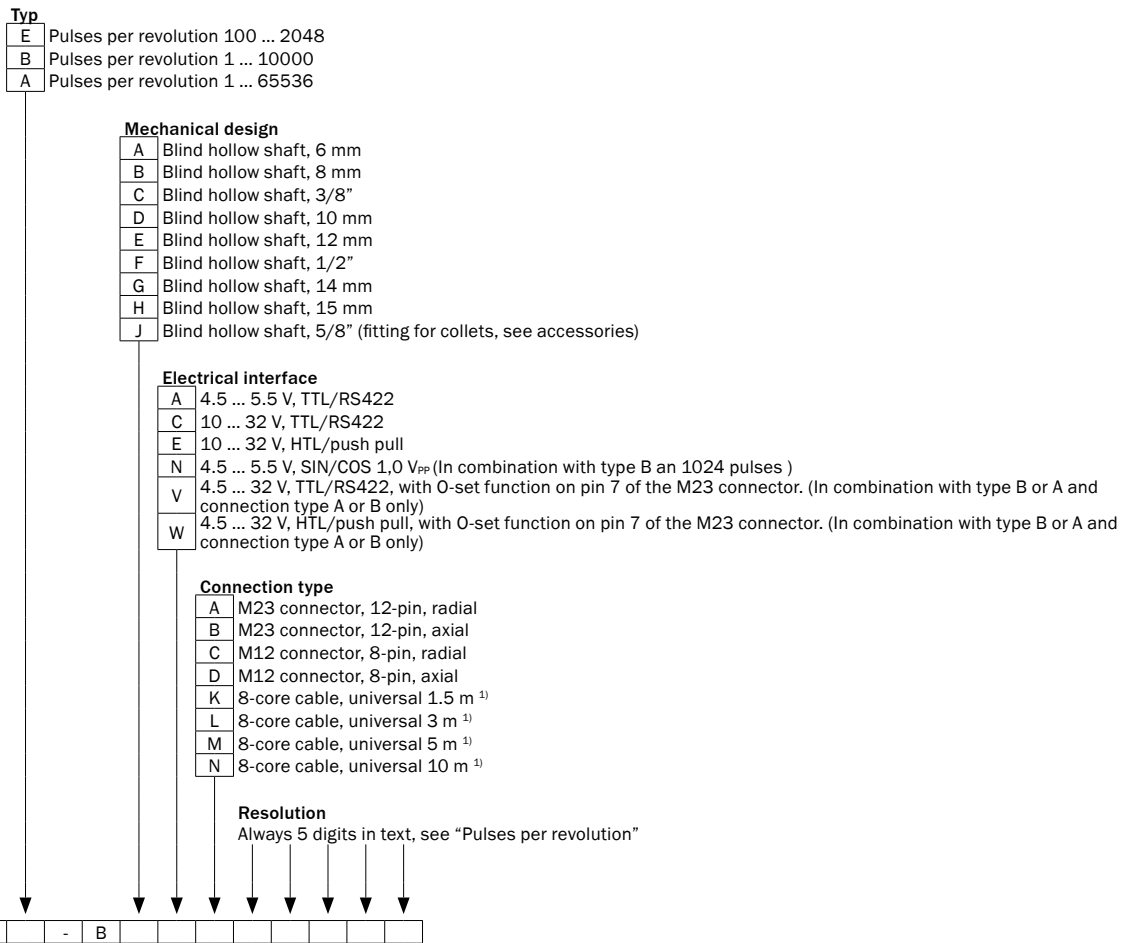 Typ
E Pulses per revolution 100 ... 2048
B Pulses per revolution 1 ... 10000
A Pulses per revolution 1 ... 65536
Mechanical design
A Blind hollow shaft, 6 mm
B Blind hollow shaft, 8 mm
C Blind hollow shaft, 3/8”
D Blind hollow shaft, 10 mm
E Blind hollow shaft, 12 mm
F Blind hollow shaft, 1/2”
G Blind hollow shaft, 14 mm
H Blind hollow shaft, 15 mm
J Blind hollow shaft, 5/8” (fitting for collets, see accessories)
Electrical interface
A 4.5 ... 5.5 V, TTL/RS422
C 10 ... 32 V, TTL/RS422
E 10 ... 32 V, HTL/push pull
N 4.5 ... 5.5 V, SIN/COS 1,0 VPP (In combination with type B an 1024 pulses )
V 4.5 ... 32 V, TTL/RS422, with O-set function on pin 7 of the M23 connector. (In combination with type B or A and
connection type A or B only)
W 4.5 ... 32 V, HTL/push pull, with O-set function on pin 7 of the M23 connector. (In combination with type B or A and
connection type A or B only)
Connection type
A M23 connector, 12-pin, radial
B M23 connector, 12-pin, axial
C M12 connector, 8-pin, radial
D M12 connector, 8-pin, axial
K 8-core cable, universal 1.5 m 1)
L 8-core cable, universal 3 m 1)
M 8-core cable, universal 5 m 1)
N 8-core cable, universal 10 m 1)
Resolution
Always 5 digits in text, see “Pulses per revolution”
- B